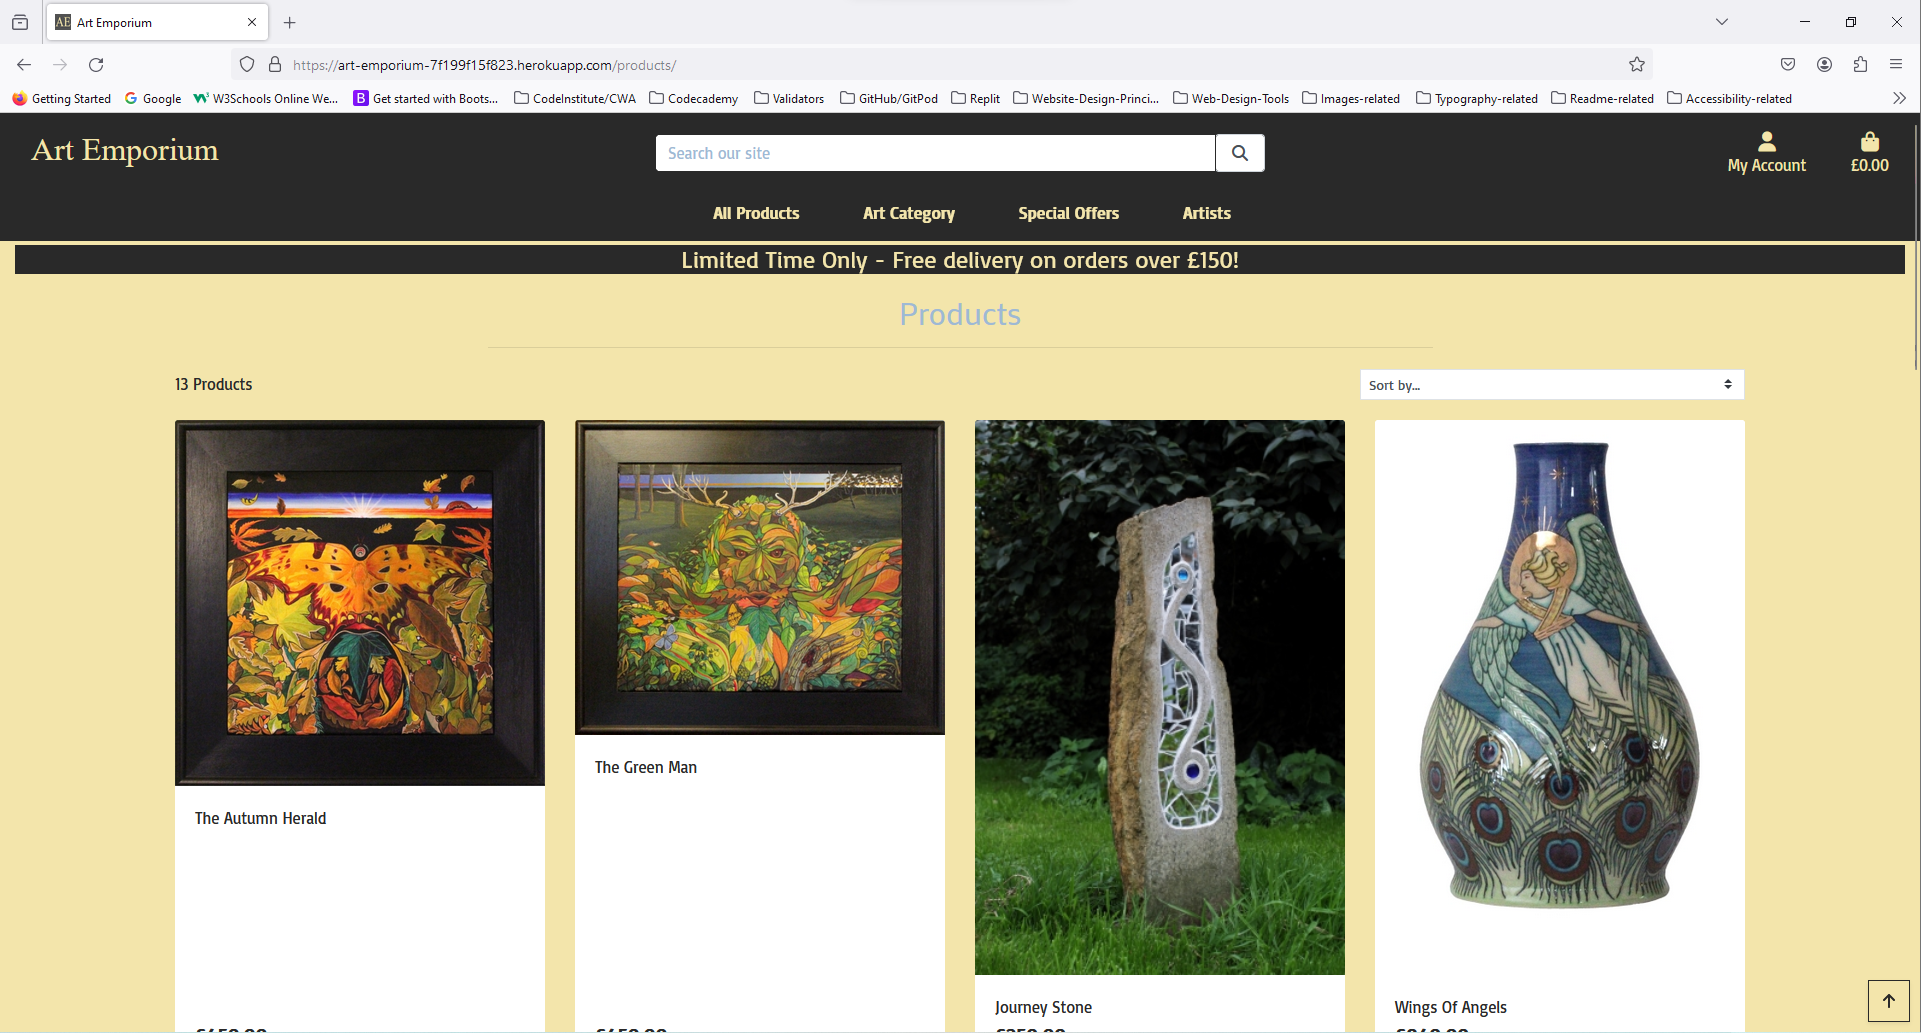 AE Art Emporium
https://art-emporium-7f199f15f823.herokuapp.com/products/
Getting Started Google W3Schools Online We... Get started with Boots... CodeInstitute/CWA Codecademy Validators GitHub/GitPod Replit Website-Design-Princi... Web-Design-Tools Images-related Typography-related Readme-related Accessibility-related
Art Emporium
Search our site
My Account
£0.00
All Products Art Category Special Offers Artists
Limited Time Only - Free delivery on orders over £150!
Products
13 Products
Sort by...
The Green Man
The Autumn Herald
Journey Stone
Wings Of Angels